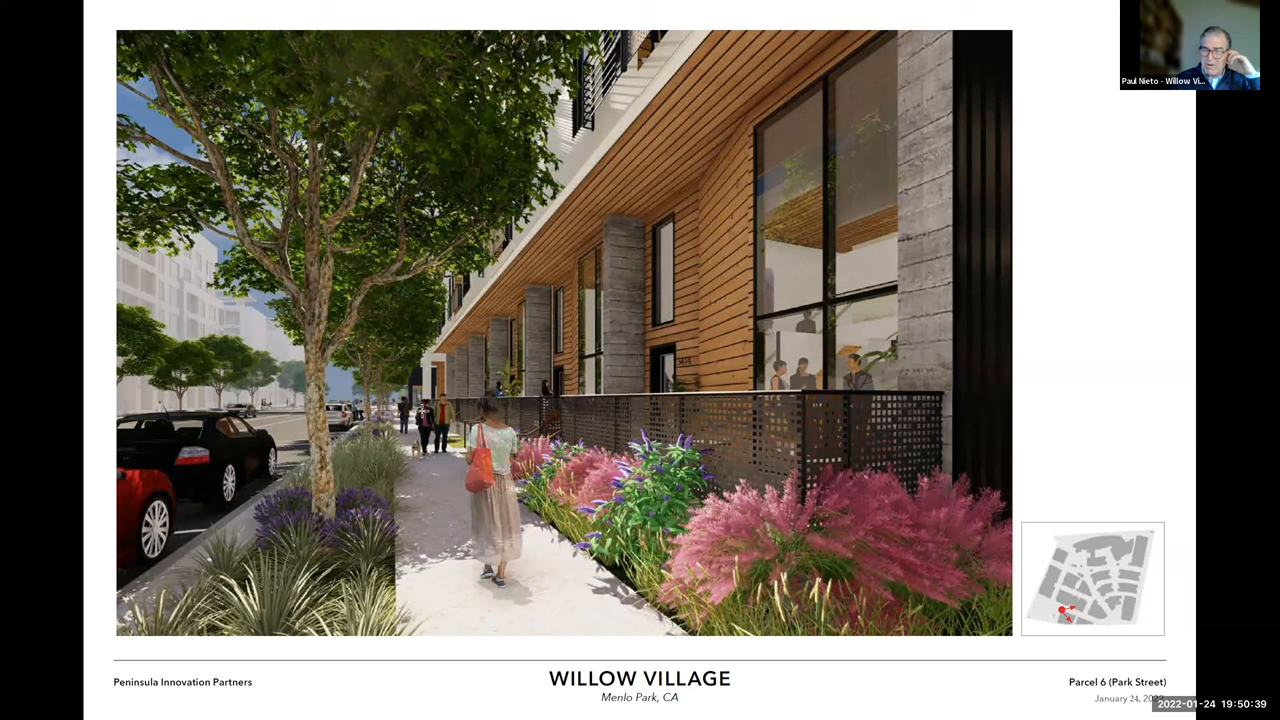 Paul Nieto - Willow Vi...
Peninsula Innovation Partners
WILLOW VILLAGE
Menlo Park, CA
Parcel 6 (Park Street)
January 24, 2022
2022-01-24 19:50:39